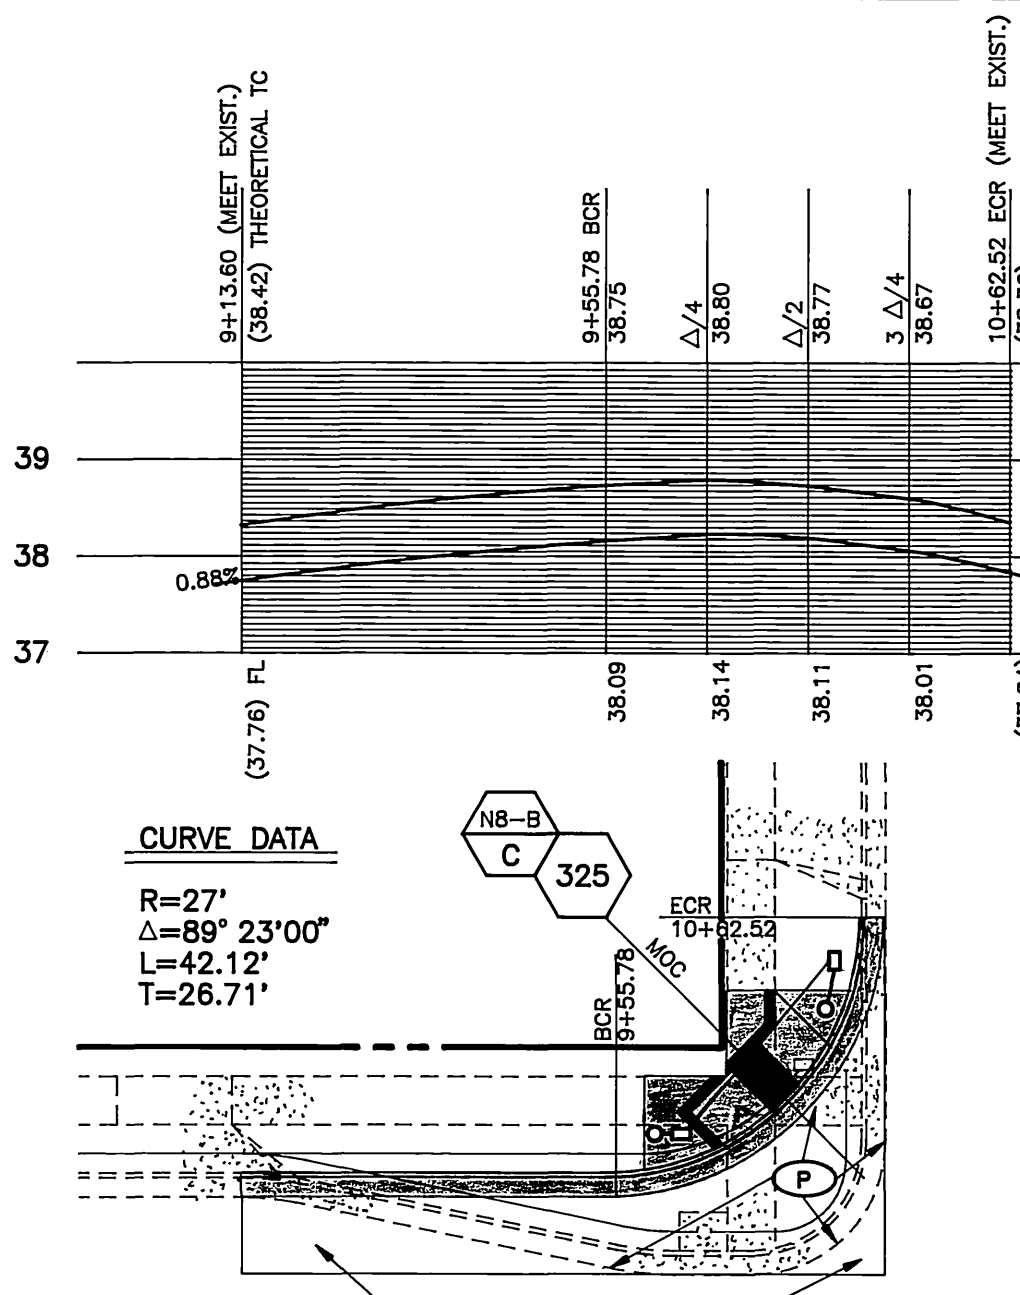 9+13.60 (MEET EXIST.)
(38.42) THEORETICAL TC
9+55.78 BCR
38.75
Δ/4
38.80
Δ/2
38.77
3 Δ/4
38.67
10+62.52 ECR (MEET EXIST.)
39
38
0.88%
37
(37.76) FL
38.09
38.14
38.11
38.01
CURVE DATA
R=27'
Δ=89° 23'00"
L=42.12'
T=26.71'
N8-B
C
325
MOC
ECR
10+62.52
BCR
9+55.78
P